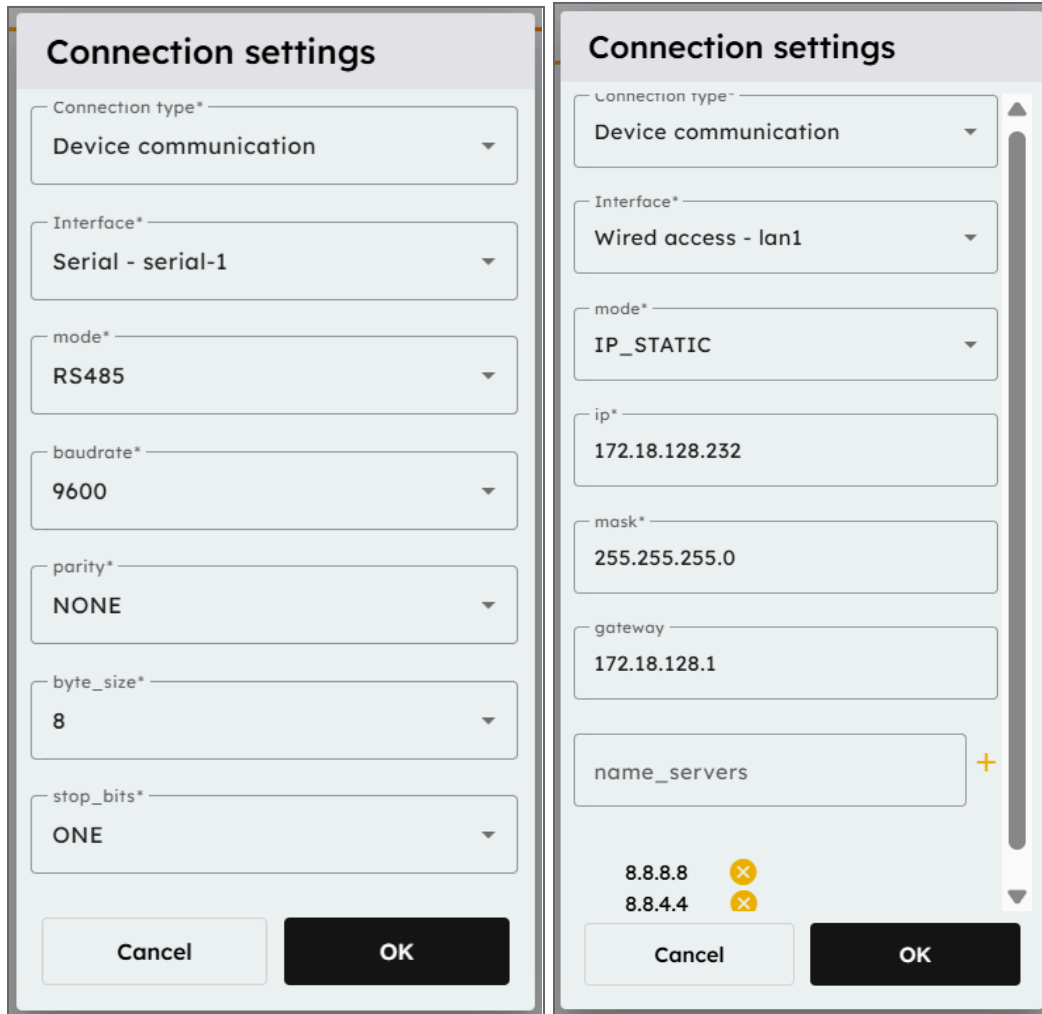 Connection settings
Connection type*
Device communication
Interface*
Serial - serial-1
mode*
RS485
baudrate*
9600
parity*
NONE
byte_size*
8
stop_bits*
ONE
Cancel
OK
Connection settings
Connection type*
Device communication
Interface*
Wired access - lan1
mode*
IP_STATIC
ip*
172.18.128.232
mask*
255.255.255.0
gateway
172.18.128.1
name_servers
+
8.8.8.8
8.8.4.4
Cancel
OK